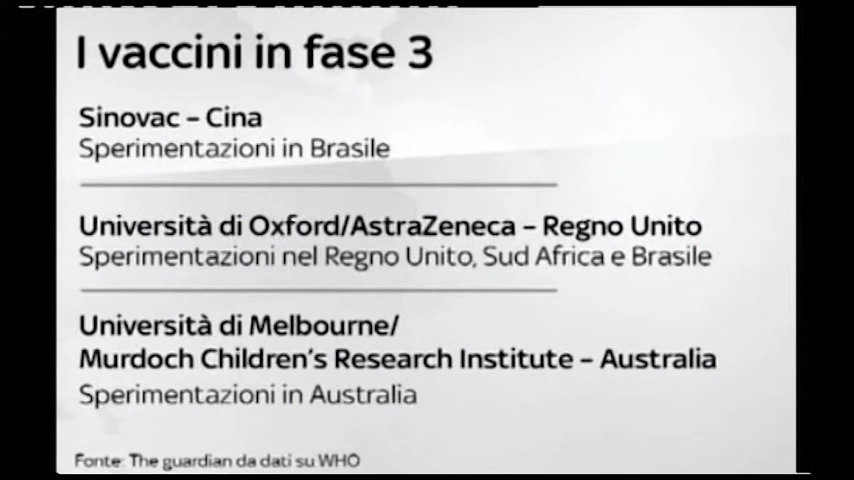 I vaccini in fase 3
Sinovac – Cina
Sperimentazioni in Brasile
Università di Oxford/AstraZeneca – Regno Unito
Sperimentazioni nel Regno Unito, Sud Africa e Brasile
Università di Melbourne/
Murdoch Children's Research Institute – Australia
Sperimentazioni in Australia
Fonte: The guardian da dati su WHO